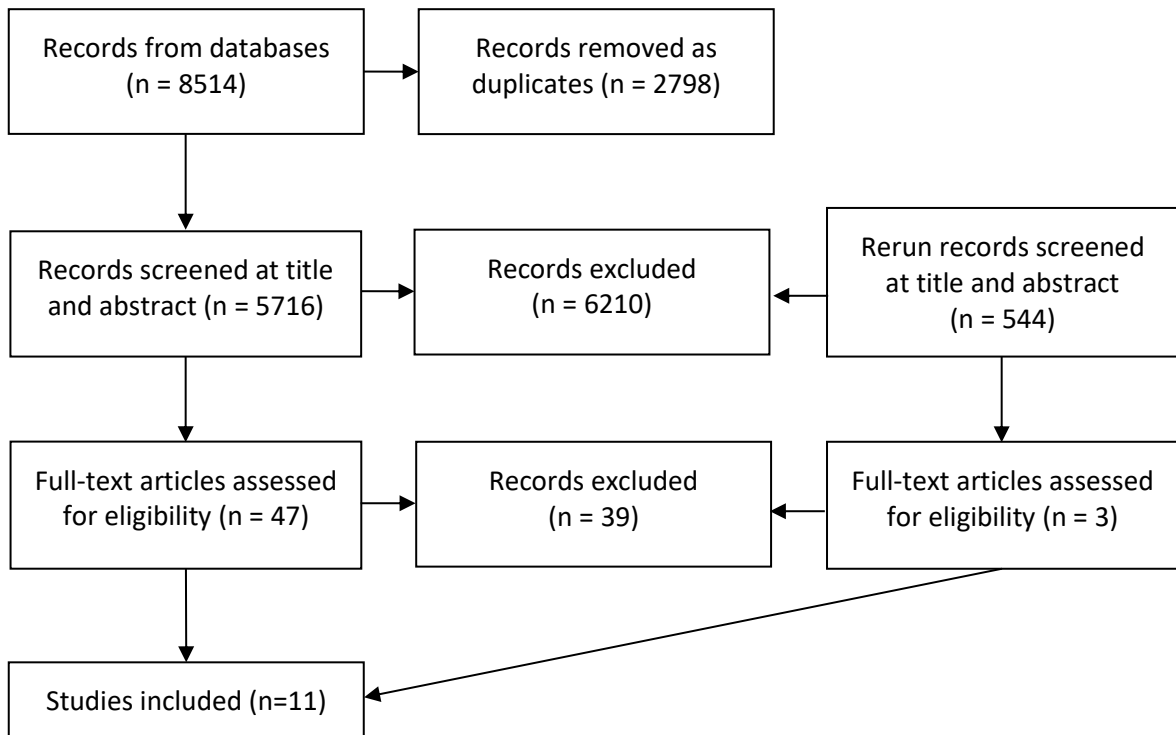 Records from databases
(n = 8514)
Records removed as
duplicates (n = 2798)
Records screened at title
and abstract (n = 5716)
Records excluded
(n = 6210)
Rerun records screened
at title and abstract
(n = 544)
Full-text articles assessed
for eligibility (n = 47)
Records excluded
(n = 39)
Full-text articles assessed
for eligibility (n = 3)
Studies included (n=11)